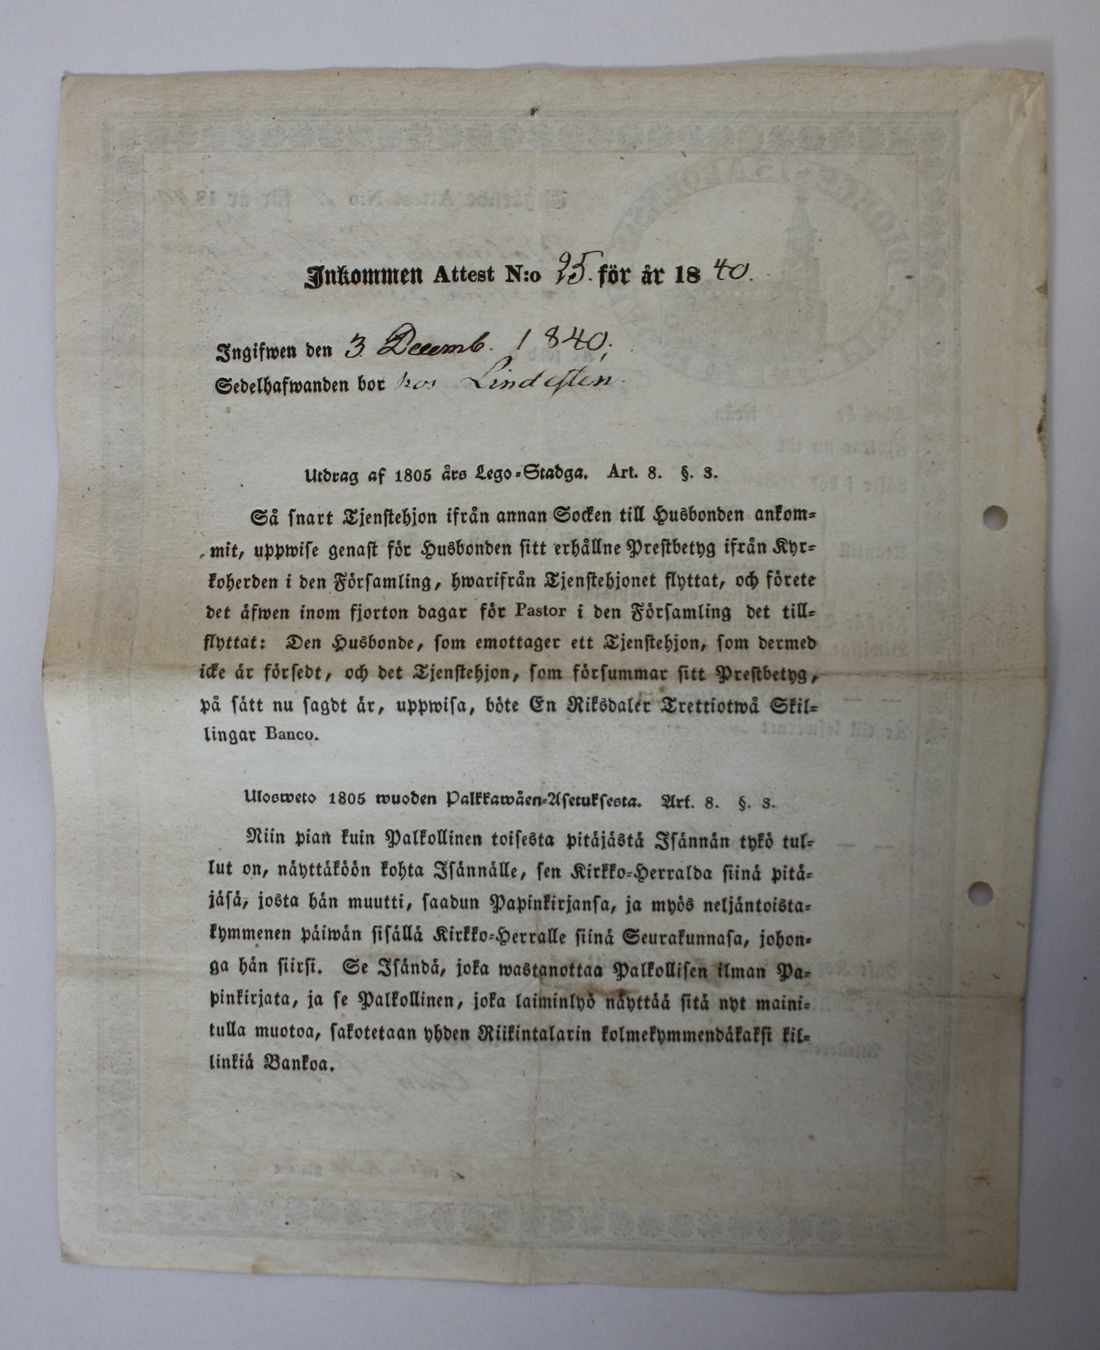 Inkommen Attest N:o 25. för år 1840.
Ingifwen den 3 Decemb. 1840.
Sedelhafwanden bor hos Lindesten.
Utdrag af 1805 års Lego-Stadga. Art. 8. §. 3.
Så snart Tjenstehjon ifrån annan Socken till Husbonden ankom-
mit, uppwise genast för Husbonden sitt erhållne Prestbetyg ifrån Kyr-
koherden i den Församling, hwarifrån Tjenstehjonet flyttat, och förete
det äfwen inom fjorton dagar för Pastor i den Församling det till-
flyttat: Den Husbonde, som emottager ett Tjenstehjon, som dermed
icke är försedt, och det Tjenstehjon, som försummar sitt Prestbetyg,
på sätt nu sagdt är, uppwisa, böte En Riksdaler Trettiotwå Skil-
lingar Banco.
Ulosweto 1805 wuoden Palkkawäen-Asetuksesta. Art. 8. §. 3.
Niin pian kuin Palkollinen toisesta pitäjästä Isännän tykö tul-
lut on, näyttäköön kohta Isännälle, sen Kirkko-Herralda siinä pitä-
jäsä, josta hän muutti, saadun Papinkirjansa, ja myös neljäntoista-
kymmenen päiwän sisällä Kirkko-Herralle siinä Seurakunnasa, johon-
ga hän siirsi. Se Isändä, joka wastanottaa Palkollisen ilman Pa-
pinkirjata, ja se Palkollinen, joka laiminlyö näyttää sitä nyt maini-
tulla muotoa, sakotetaan yhden Riikintalarin kolmekymmendäkaksi kil-
linkiä Bankoa.